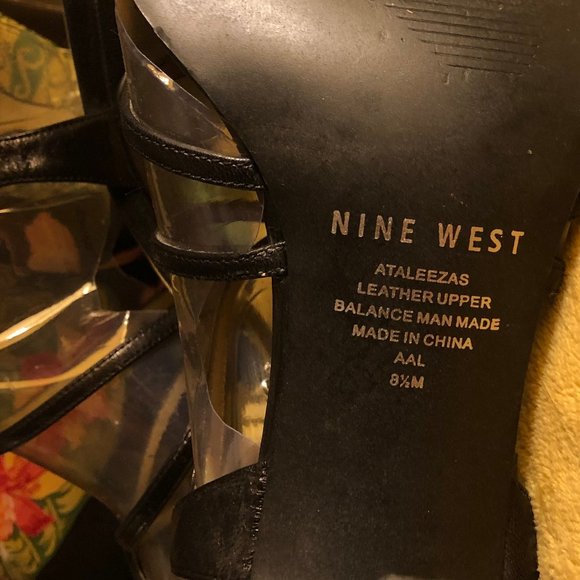 NINE WEST
ATALEEZAS
LEATHER UPPER
BALANCE MAN MADE
MADE IN CHINA
AAL
8½M